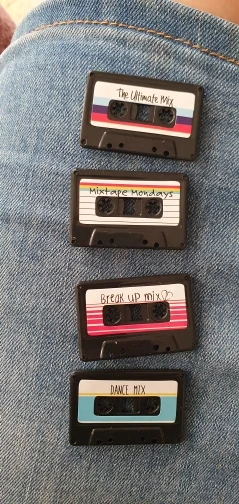 The Ultimate Mix
Mixtape Mondays
Break up mix
DANCE MIX